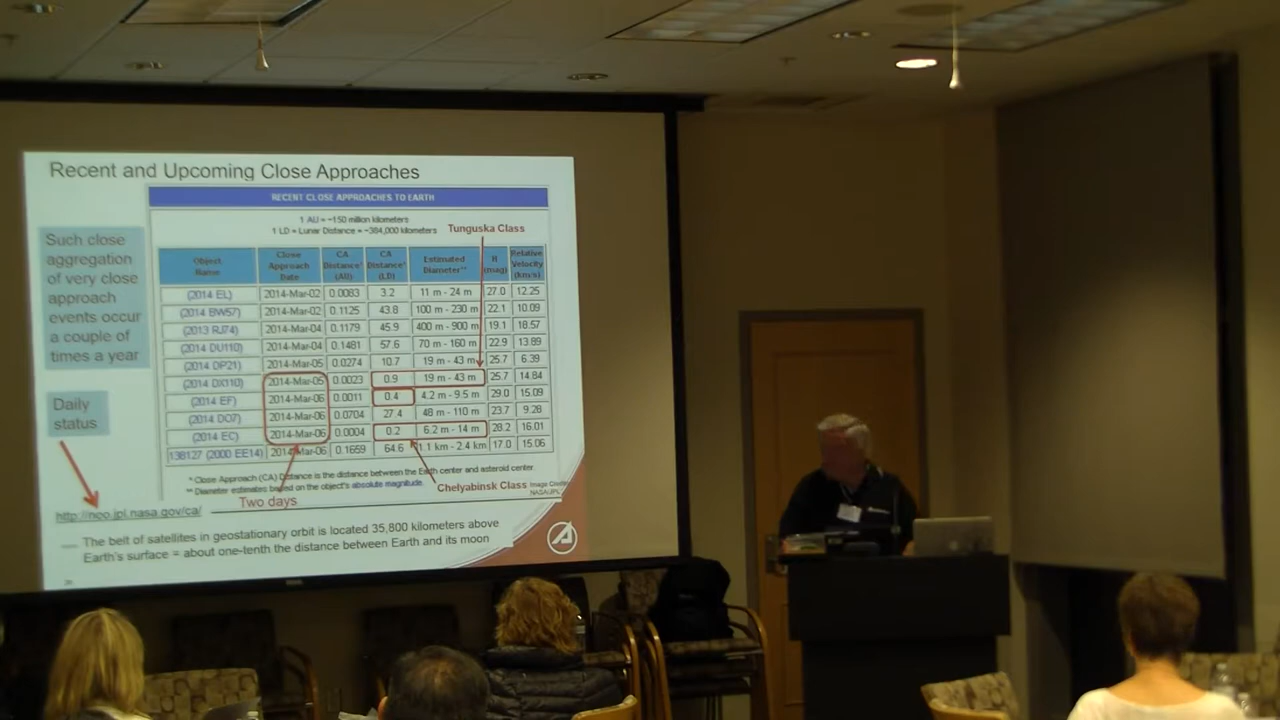 Recent and Upcoming Close Approaches
RECENT CLOSE APPROACHES TO EARTH
1 AU = ~150 million kilometers
1 LD = Lunar Distance = ~384,000 kilometers
Tunguska Class
Such close
aggregation
of very close
approach
events occur
a couple of
times a year
Daily
status
Object Name Close Approach Date CA Distance* (AU) CA Distance* (LD) Estimated Diameter** H (mag) Relative Velocity (km/s)
(2014 EL) 2014-Mar-02 0.0083 3.2 11 m - 24 m 27.0 12.25
(2014 BW57) 2014-Mar-02 0.1125 43.8 100 m - 230 m 22.1 10.09
(2013 RJ74) 2014-Mar-04 0.1179 45.9 400 m - 900 m 19.1 18.57
(2014 DU110) 2014-Mar-04 0.1481 57.6 70 m - 160 m 22.9 13.89
(2014 DP21) 2014-Mar-05 0.0274 10.7 19 m - 43 m 25.7 6.39
(2014 DX110) 2014-Mar-05 0.0023 0.9 19 m - 43 m 25.7 14.84
(2014 EF) 2014-Mar-06 0.0011 0.4 4.2 m - 9.5 m 29.0 15.09
(2014 DO7) 2014-Mar-06 0.0704 27.4 48 m - 110 m 23.7 9.28
(2014 EC) 2014-Mar-06 0.0004 0.2 6.2 m - 14 m 28.2 16.01
138127 (2000 EE14) 2014-Mar-06 0.1659 64.6 1.1 km - 2.4 km 17.0 15.06
* Close Approach (CA) Distance is the distance between the Earth center and asteroid center.
** Diameter estimates based on the object's absolute magnitude.
Chelyabinsk Class
Image Credit:
NASA/JPL
Two days
http://neo.jpl.nasa.gov/ca/
The belt of satellites in geostationary orbit is located 35,800 kilometers above
Earth's surface = about one-tenth the distance between Earth and its moon